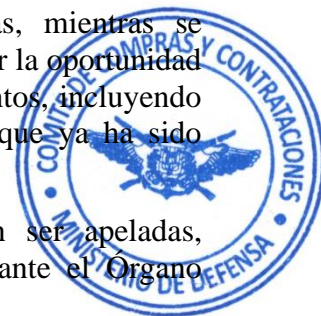 as, mientras se
r la oportunidad
ntos, incluyendo
que ya ha sido
n ser apeladas,
ante el Órgano
COMITÉ DE COMPRAS Y CONTRATACIONES
MINISTERIO DE DEFENSA